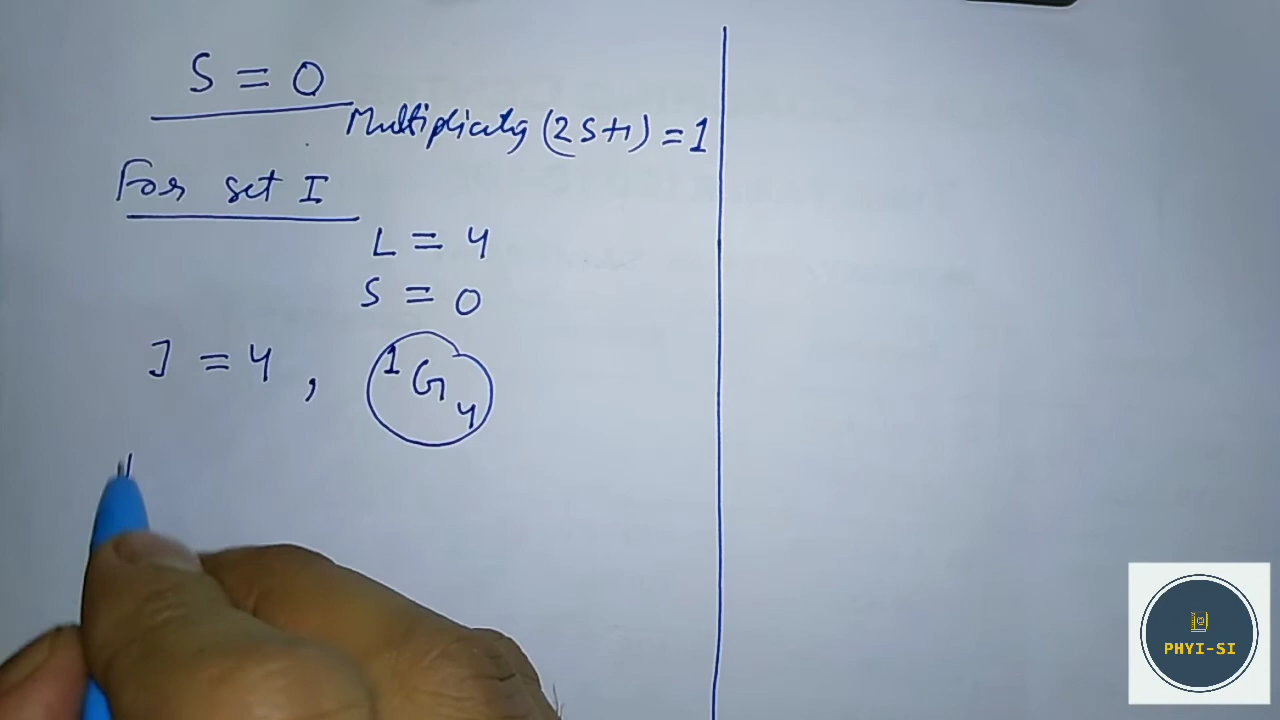 S = 0
Multiplicity (2S+1) = 1
For set I
L = 4
S = 0
J = 4 , ¹G₄
PHYI-SI